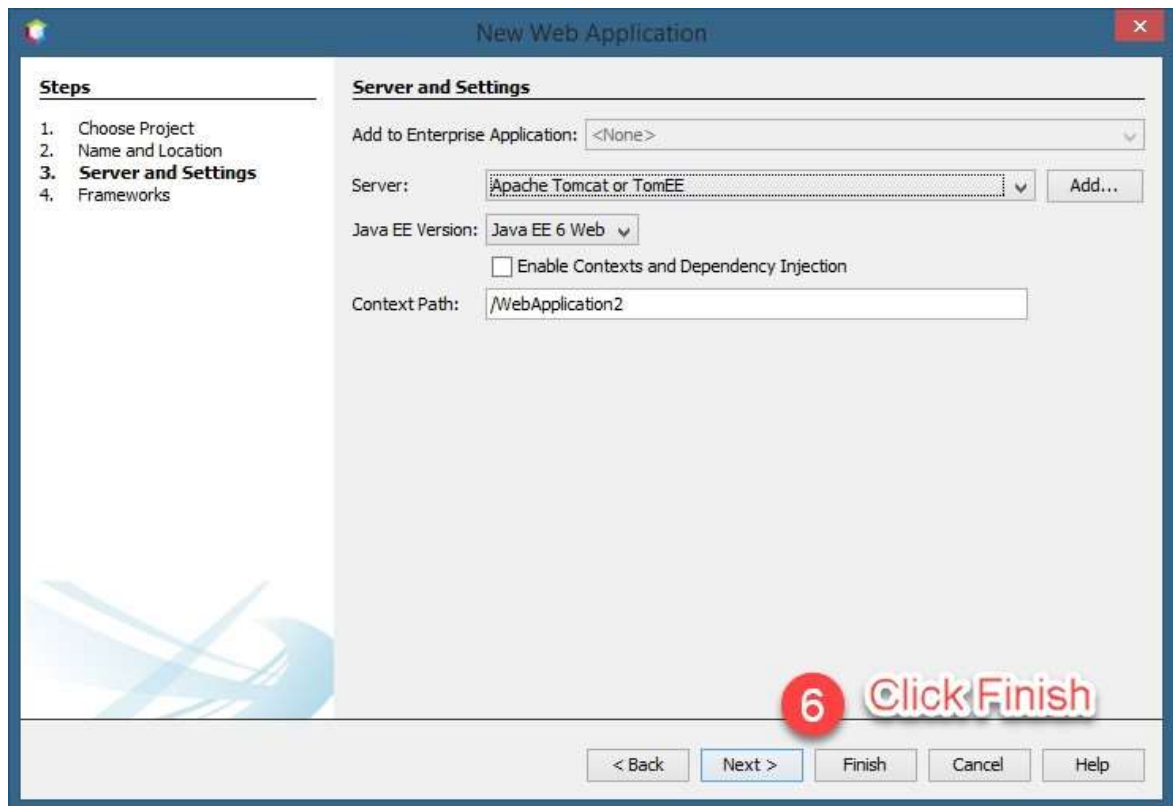 New Web Application
Steps
1. Choose Project
2. Name and Location
3. Server and Settings
4. Frameworks
Server and Settings
Add to Enterprise Application: <None>
Server: Apache Tomcat or TomEE Add...
Java EE Version: Java EE 6 Web
Enable Contexts and Dependency Injection
Context Path: /WebApplication2
6 Click Finish
< Back Next > Finish Cancel Help